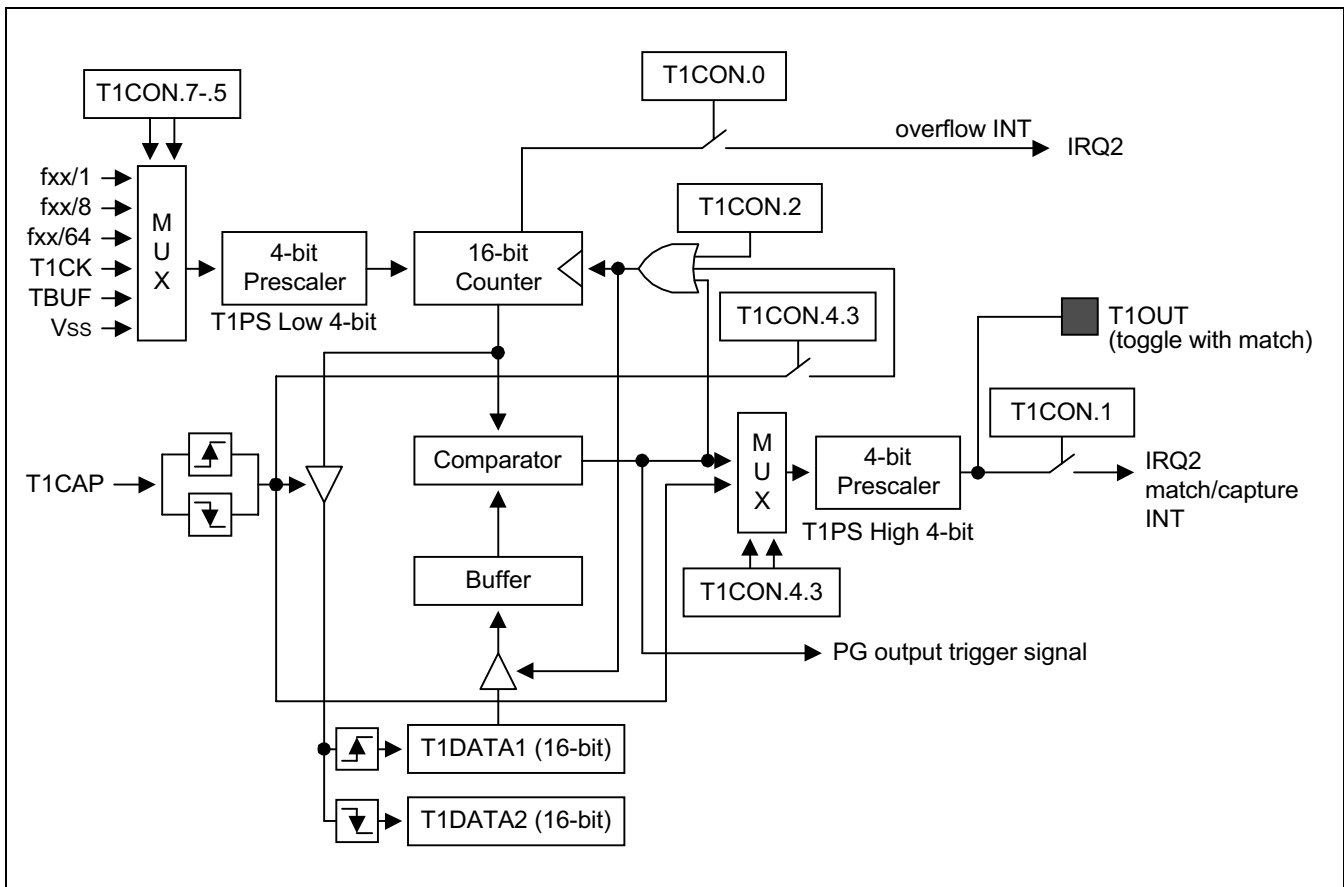 T1CON.0
T1CON.7-.5
overflow INT
IRQ2
fxx/1
fxx/8
fxx/64
T1CK
TBUF
VSS
M
U
X
4-bit
Prescaler
T1PS Low 4-bit
16-bit
Counter
T1CON.2
T1CON.4.3
T1OUT
(toggle with match)
T1CON.1
T1CAP
Comparator
M
U
X
4-bit
Prescaler
T1PS High 4-bit
IRQ2
match/capture
INT
Buffer
T1CON.4.3
PG output trigger signal
T1DATA1 (16-bit)
T1DATA2 (16-bit)